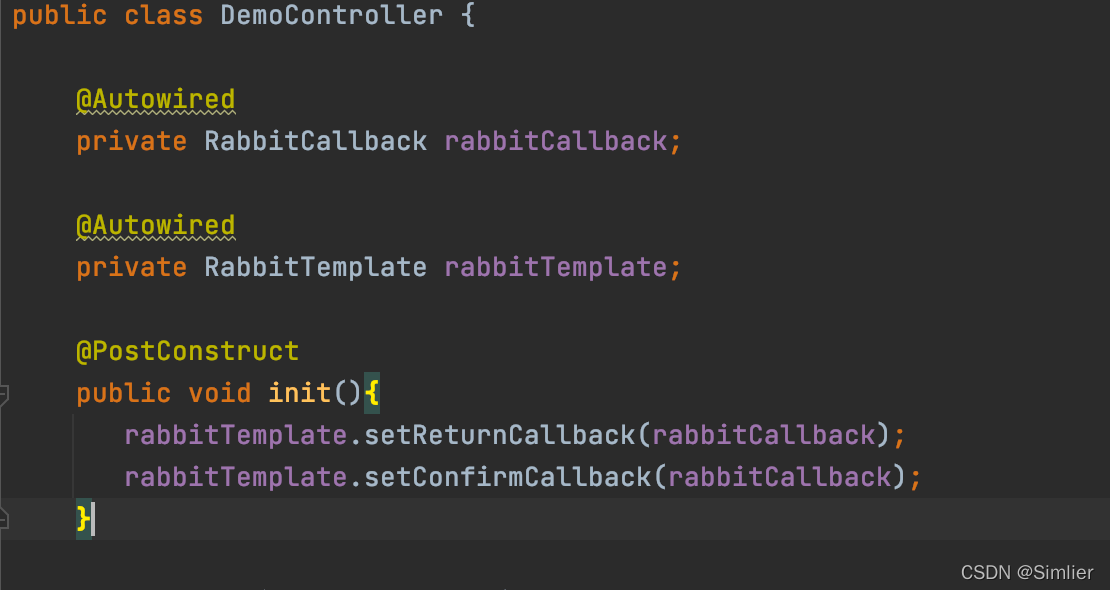 public class DemoController {
@Autowired
private RabbitCallback rabbitCallback;
@Autowired
private RabbitTemplate rabbitTemplate;
@PostConstruct
public void init(){
rabbitTemplate.setReturnCallback(rabbitCallback);
rabbitTemplate.setConfirmCallback(rabbitCallback);
}
CSDN @Simlier